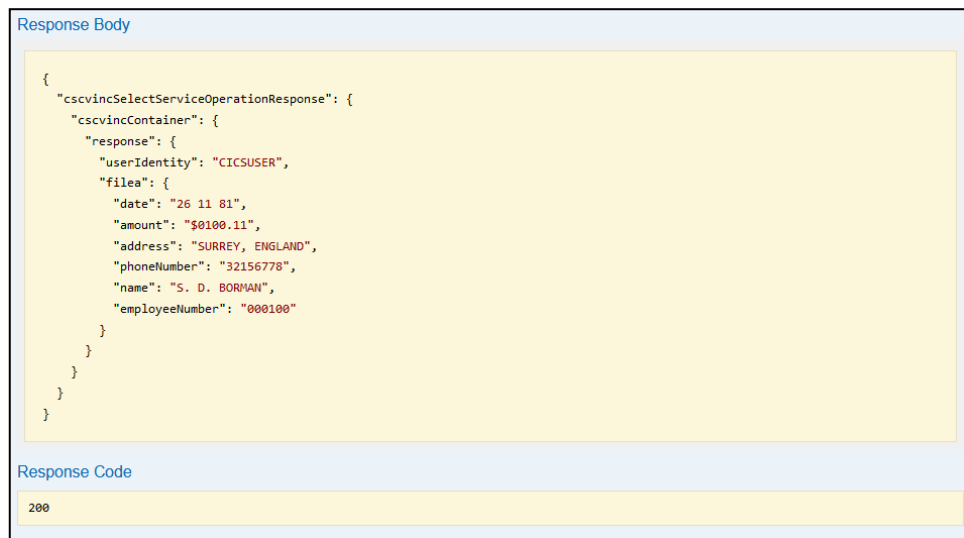 Response Body
{
"cscvincSelectServiceOperationResponse": {
"cscvincContainer": {
"response": {
"userIdentity": "CICSUSER",
"filea": {
"date": "26 11 81",
"amount": "$0100.11",
"address": "SURREY, ENGLAND",
"phoneNumber": "32156778",
"name": "S. D. BORMAN",
"employeeNumber": "000100"
}
}
}
}
}
Response Code
200